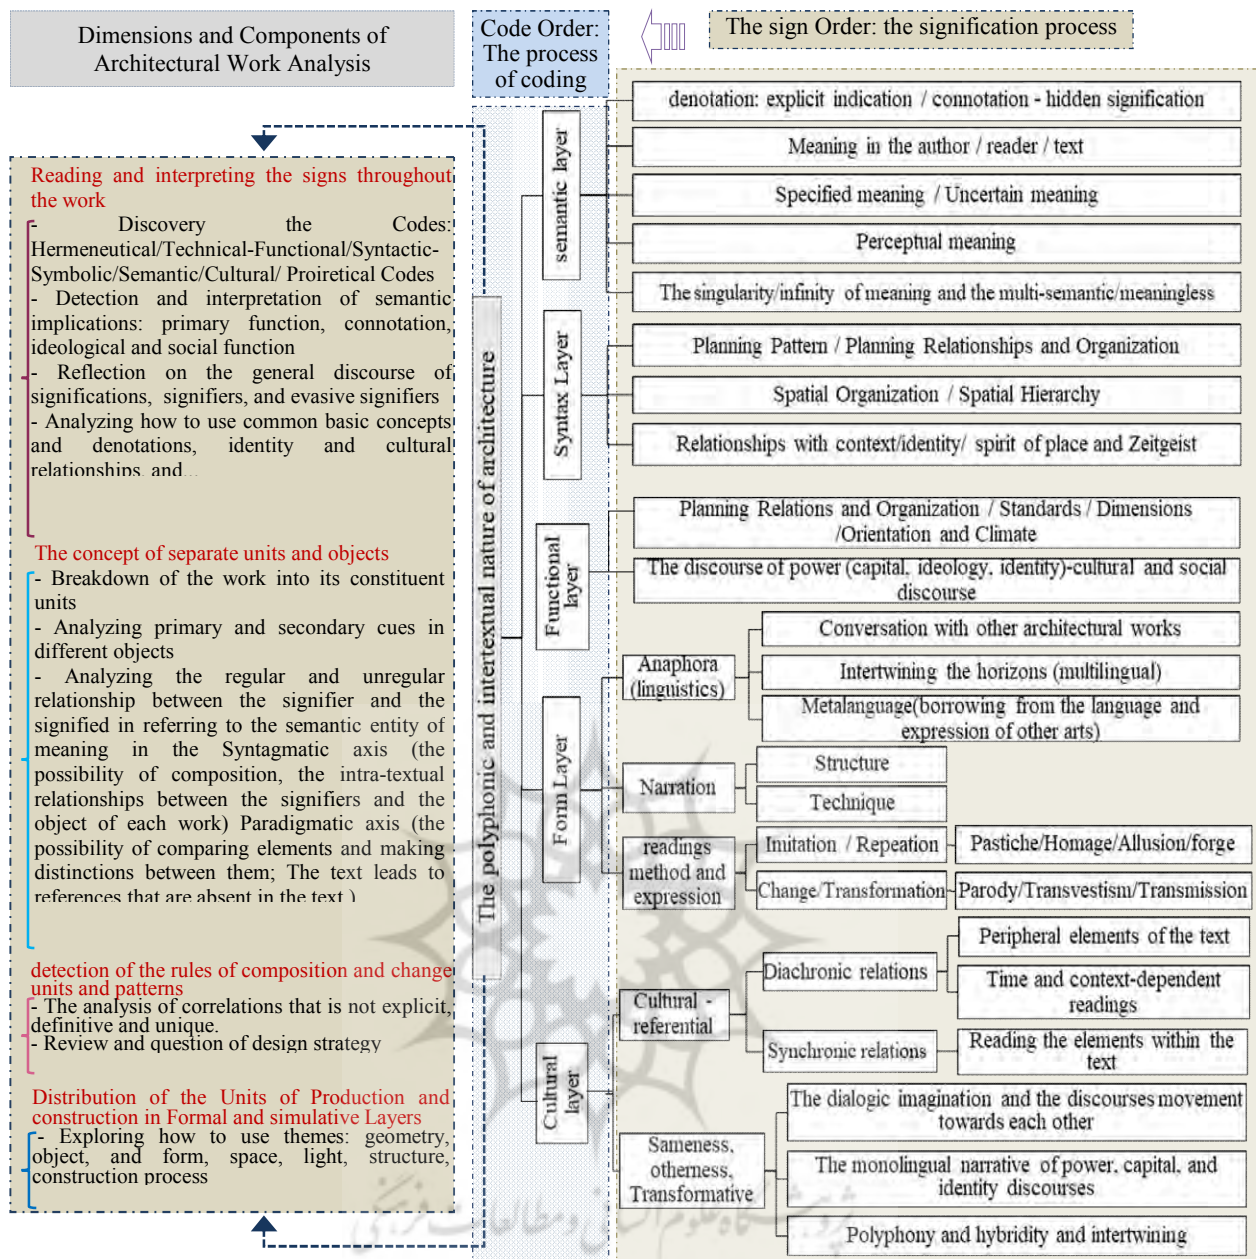 Dimensions and Components of
Architectural Work Analysis
Code Order:
The process
of coding
The sign Order: the signification process
Reading and interpreting the signs throughout
the work
- Discovery the Codes:
Hermeneutical/Technical-Functional/Syntactic-
Symbolic/Semantic/Cultural/ Proiretical Codes
- Detection and interpretation of semantic
implications: primary function, connotation,
ideological and social function
- Reflection on the general discourse of
significations, signifiers, and evasive signifiers
- Analyzing how to use common basic concepts
and denotations, identity and cultural
relationships, and...
The concept of separate units and objects
- Breakdown of the work into its constituent
units
- Analyzing primary and secondary cues in
different objects
- Analyzing the regular and unregular
relationship between the signifier and the
signified in referring to the semantic entity of
meaning in the Syntagmatic axis (the
possibility of composition, the intra-textual
relationships between the signifiers and the
object of each work) Paradigmatic axis (the
possibility of comparing elements and making
distinctions between them; The text leads to
references that are absent in the text.)
detection of the rules of composition and change
units and patterns
- The analysis of correlations that is not explicit,
definitive and unique.
- Review and question of design strategy
Distribution of the Units of Production and
construction in Formal and simulative Layers
- Exploring how to use themes: geometry,
object, and form, space, light, structure,
construction process
The polyphonic and intertextual nature of architecture
semantic layer
denotation: explicit indication / connotation - hidden signification
Meaning in the author / reader / text
Specified meaning / Uncertain meaning
Perceptual meaning
The singularity/infinity of meaning and the multi-semantic/meaningless
Syntax Layer
Planning Pattern / Planning Relationships and Organization
Spatial Organization / Spatial Hierarchy
Relationships with context/identity/ spirit of place and Zeitgeist
Functional
layer
Planning Relations and Organization / Standards / Dimensions
/Orientation and Climate
The discourse of power (capital, ideology, identity)-cultural and social
discourse
Form Layer
Anaphora
(linguistics)
Conversation with other architectural works
Intertwining the horizons (multilingual)
Metalanguage(borrowing from the language and
expression of other arts)
Narration
Structure
Technique
readings
method and
expression
Imitation / Repeation
Pastiche/Homage/Allusion/forge
Change/Transformation
Parody/Transvestism/Transmission
Cultural
layer
Cultural -
referential
Diachronic relations
Peripheral elements of the text
Time and context-dependent
readings
Synchronic relations
Reading the elements within the
text
Sameness,
otherness,
Transformative
The dialogic imagination and the discourses movement
towards each other
The monolingual narrative of power, capital, and
identity discourses
Polyphony and hybridity and intertwining
پژوهشگاه علوم انسانی و مطالعات فرهنگی